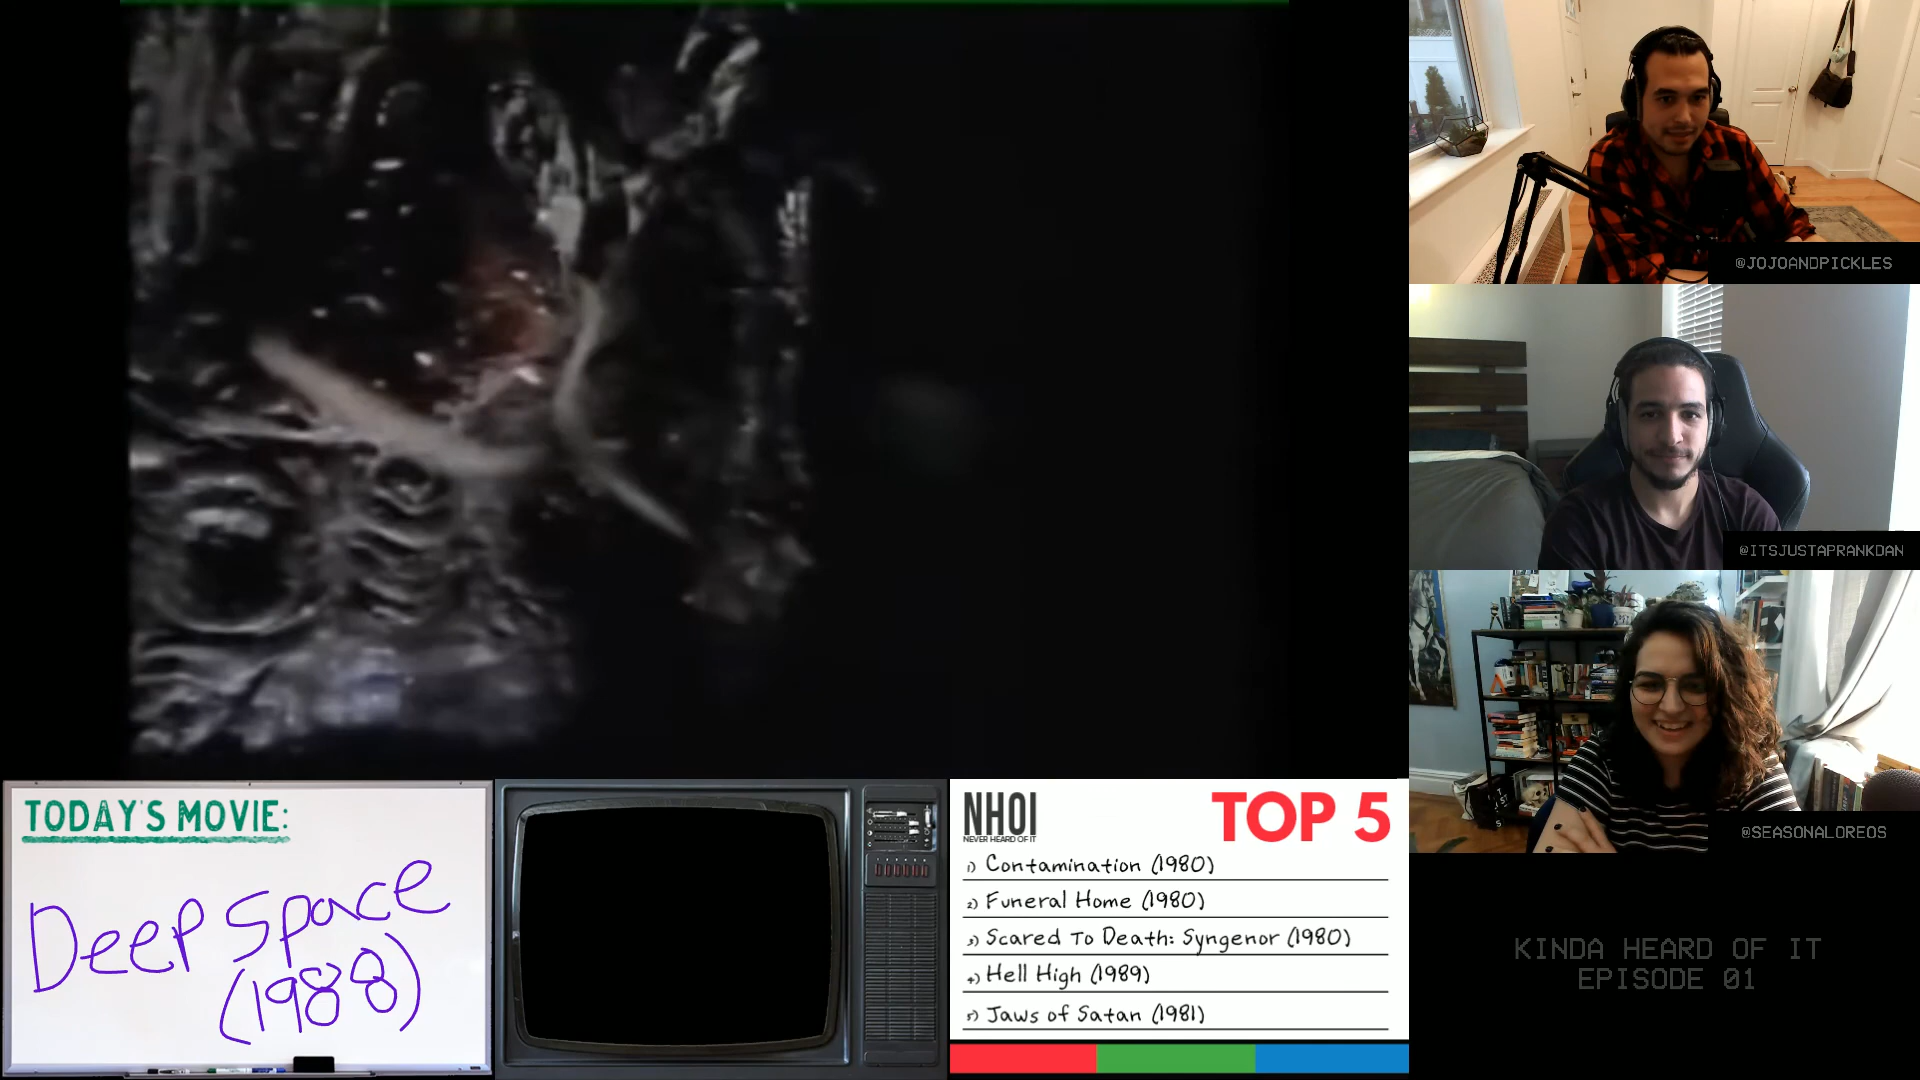 @JOJOANDPICKLES
@ITSJUSTAPRANKDAN
@SEASONALOREOS
TODAY'S MOVIE:
Deep Space
(1988)
NHOI
NEVER HEARD OF IT
TOP 5
1) Contamination (1980)
2) Funeral Home (1980)
3) Scared To Death: Syngenor (1980)
4) Hell High (1989)
5) Jaws of Satan (1981)
KINDA HEARD OF IT
EPISODE 01